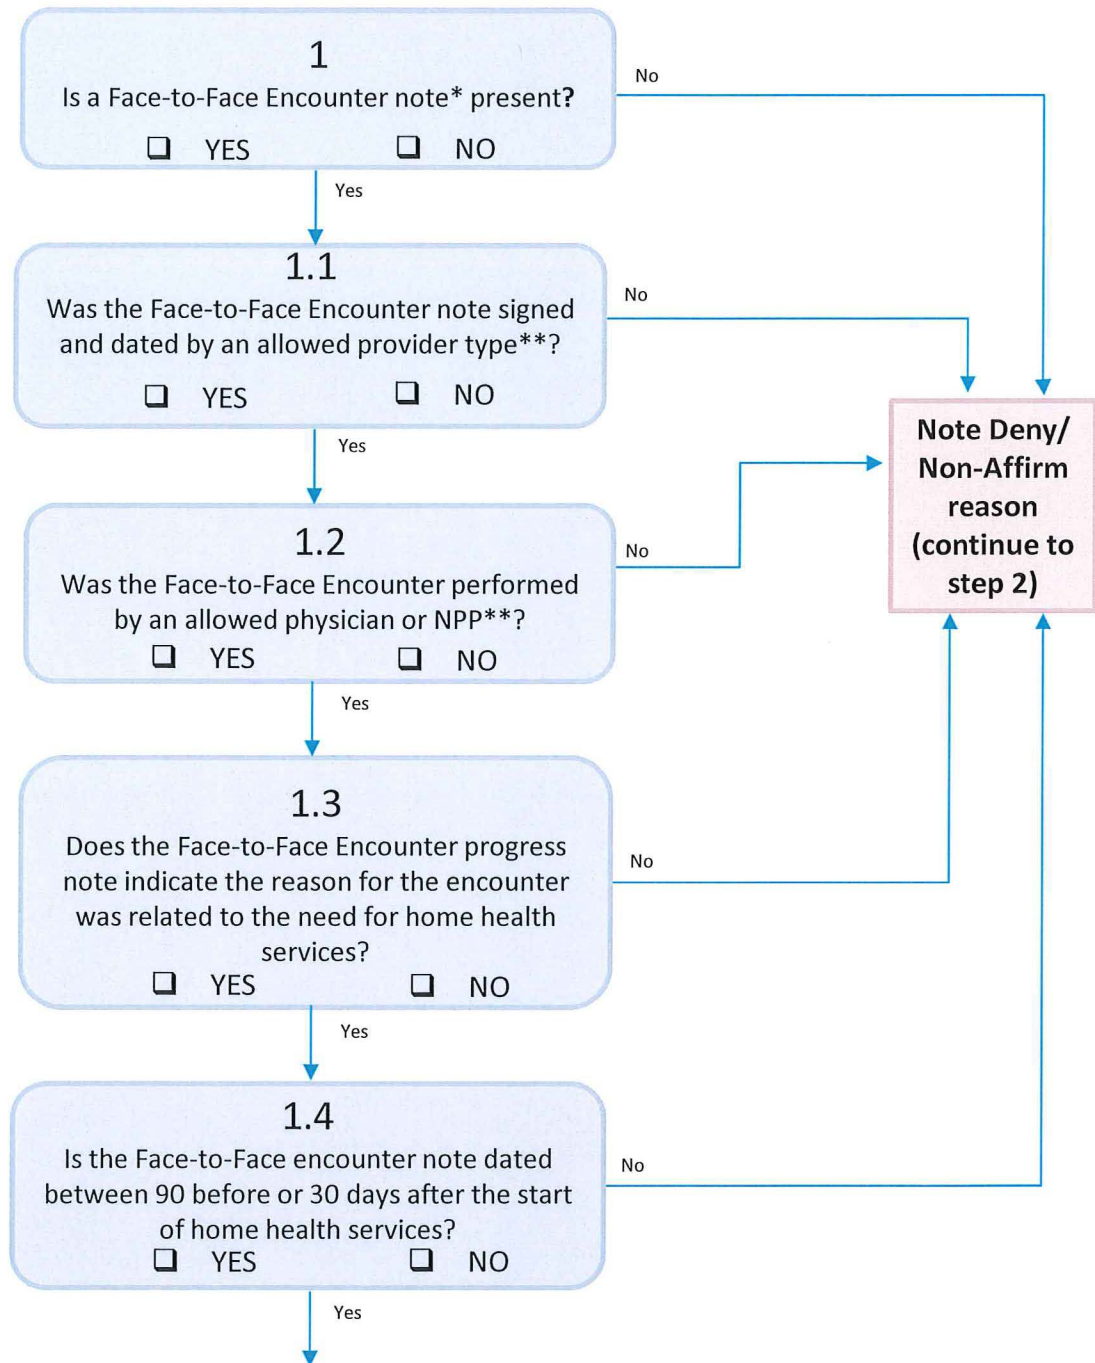 1
Is a Face-to-Face Encounter note* present?
❑ YES ❑ NO
No
Yes
1.1
Was the Face-to-Face Encounter note signed
and dated by an allowed provider type**?
❑ YES ❑ NO
No
Yes
Note Deny/
Non-Affirm
reason
(continue to
step 2)
1.2
Was the Face-to-Face Encounter performed
by an allowed physician or NPP**?
❑ YES ❑ NO
No
Yes
1.3
Does the Face-to-Face Encounter progress
note indicate the reason for the encounter
was related to the need for home health
services?
❑ YES ❑ NO
No
Yes
1.4
Is the Face-to-Face encounter note dated
between 90 before or 30 days after the start
of home health services?
❑ YES ❑ NO
No
Yes